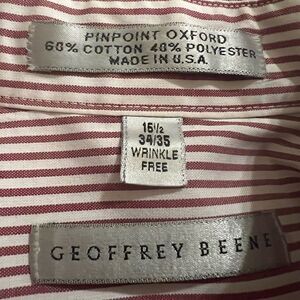 PINPOINT OXFORD
60% COTTON 40% POLYESTER
MADE IN U.S.A.
16½
34/35
WRINKLE
FREE
GEOFFREY BEENE